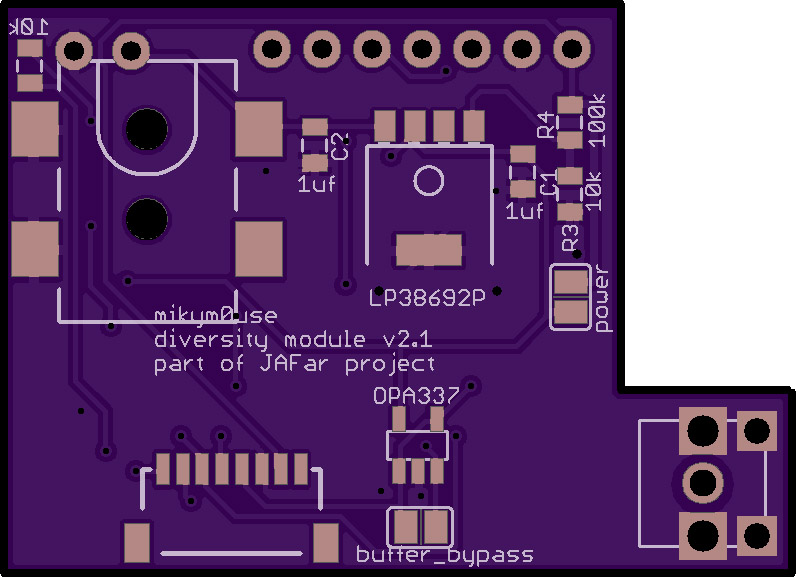 10k
R4
100k
C2
1uf
C1
1uf
10k
R3
LP38692P
power
mikym0use
diversity module v2.1
part of JAFar project
OPA337
buffer_bypass